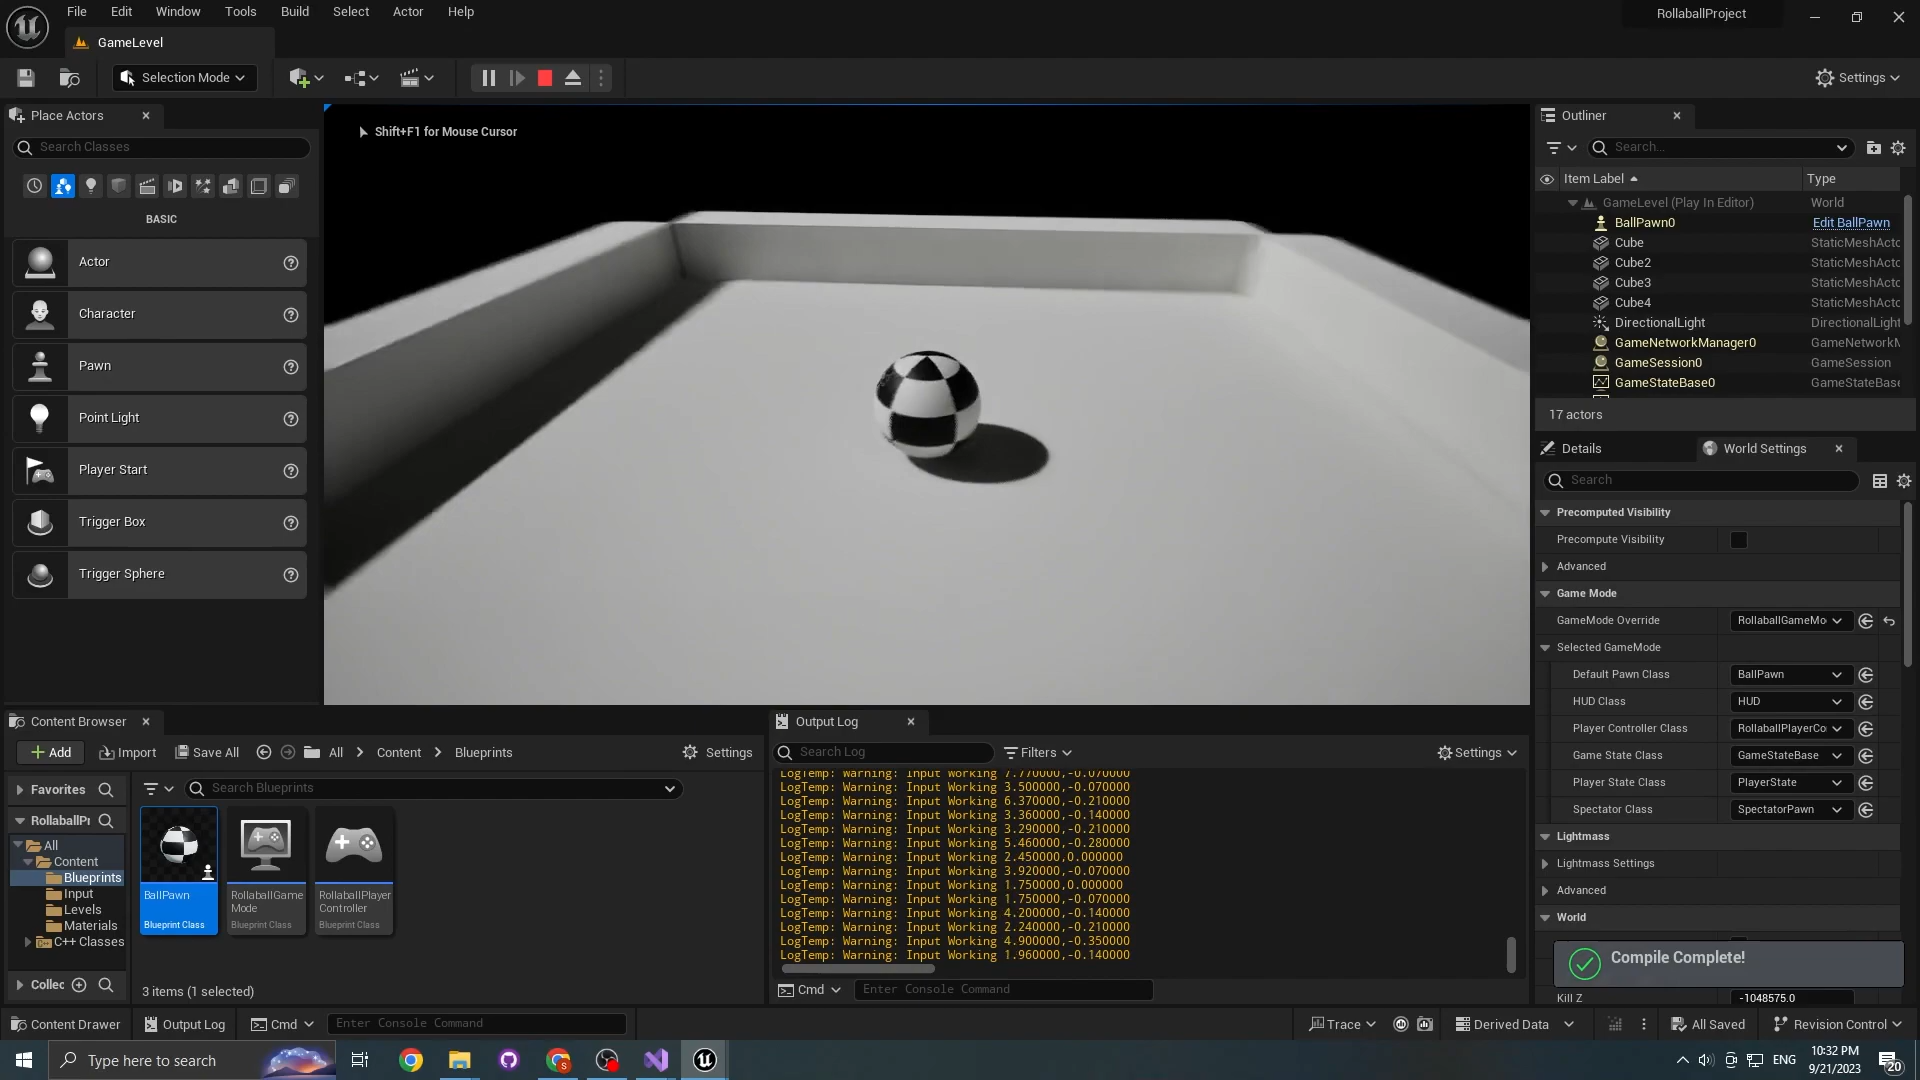 File Edit Window Tools Build Select Actor Help
RollaballProject
GameLevel
Selection Mode
Settings
Place Actors
Search Classes
BASIC
Actor
Character
Pawn
Point Light
Player Start
Trigger Box
Trigger Sphere
Shift+F1 for Mouse Cursor
Outliner
Search...
Item Label Type
GameLevel (Play In Editor) World
BallPawn0 Edit BallPawn
Cube StaticMeshActo
Cube2 StaticMeshActo
Cube3 StaticMeshActo
Cube4 StaticMeshActo
DirectionalLight DirectionalLight
GameNetworkManager0 GameNetworkM
GameSession0 GameSession
GameStateBase0 GameStateBase
17 actors
Details World Settings
Search
Precomputed Visibility
Precompute Visibility
Advanced
Game Mode
GameMode Override RollaballGameMo
Selected GameMode
Default Pawn Class BallPawn
HUD Class HUD
Player Controller Class RollaballPlayerCo
Game State Class GameStateBase
Player State Class PlayerState
Spectator Class SpectatorPawn
Lightmass
Lightmass Settings
Advanced
World
Compile Complete!
Kill Z -1048575.0
Content Browser
Add Import Save All All Content Blueprints Settings
Favorites
Search Blueprints
RollaballPr
All
Content
Blueprints
Input
Levels
Materials
C++ Classes
Collec
BallPawn
Blueprint Class
RollaballGame
Mode
Blueprint Class
RollaballPlayer
Controller
Blueprint Class
3 items (1 selected)
Output Log
Search Log Filters Settings
LogTemp: Warning: Input Working 7.770000,-0.070000
LogTemp: Warning: Input Working 3.500000,-0.070000
LogTemp: Warning: Input Working 6.370000,-0.210000
LogTemp: Warning: Input Working 3.360000,-0.140000
LogTemp: Warning: Input Working 3.290000,-0.210000
LogTemp: Warning: Input Working 5.460000,-0.280000
LogTemp: Warning: Input Working 2.450000,0.000000
LogTemp: Warning: Input Working 3.920000,-0.070000
LogTemp: Warning: Input Working 1.750000,0.000000
LogTemp: Warning: Input Working 1.750000,-0.070000
LogTemp: Warning: Input Working 4.200000,-0.140000
LogTemp: Warning: Input Working 2.240000,-0.210000
LogTemp: Warning: Input Working 4.900000,-0.350000
LogTemp: Warning: Input Working 1.960000,-0.140000
Cmd Enter Console Command
Content Drawer Output Log Cmd Enter Console Command Trace Derived Data All Saved Revision Control
Type here to search
ENG
10:32 PM
9/21/2023
20